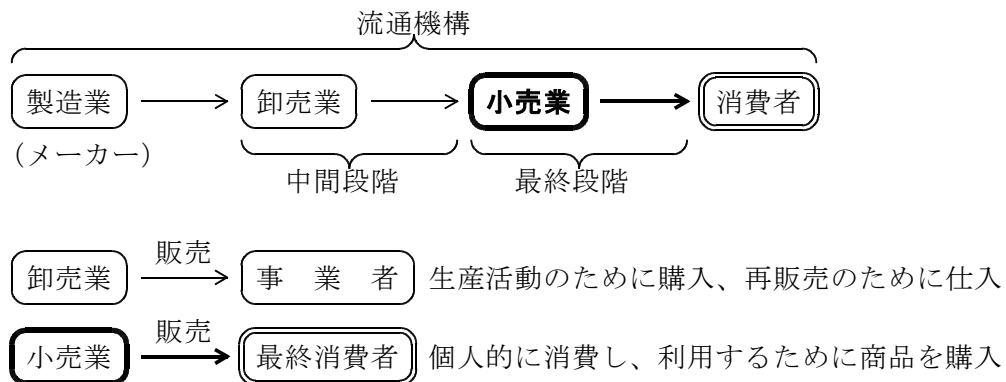 流通機構
製造業 卸売業 小売業 消費者
(メーカー)
中間段階 最終段階
販売
卸売業 事業者 生産活動のために購入、再販売のために仕入
販売
小売業 最終消費者 個人的に消費し、利用するために商品を購入